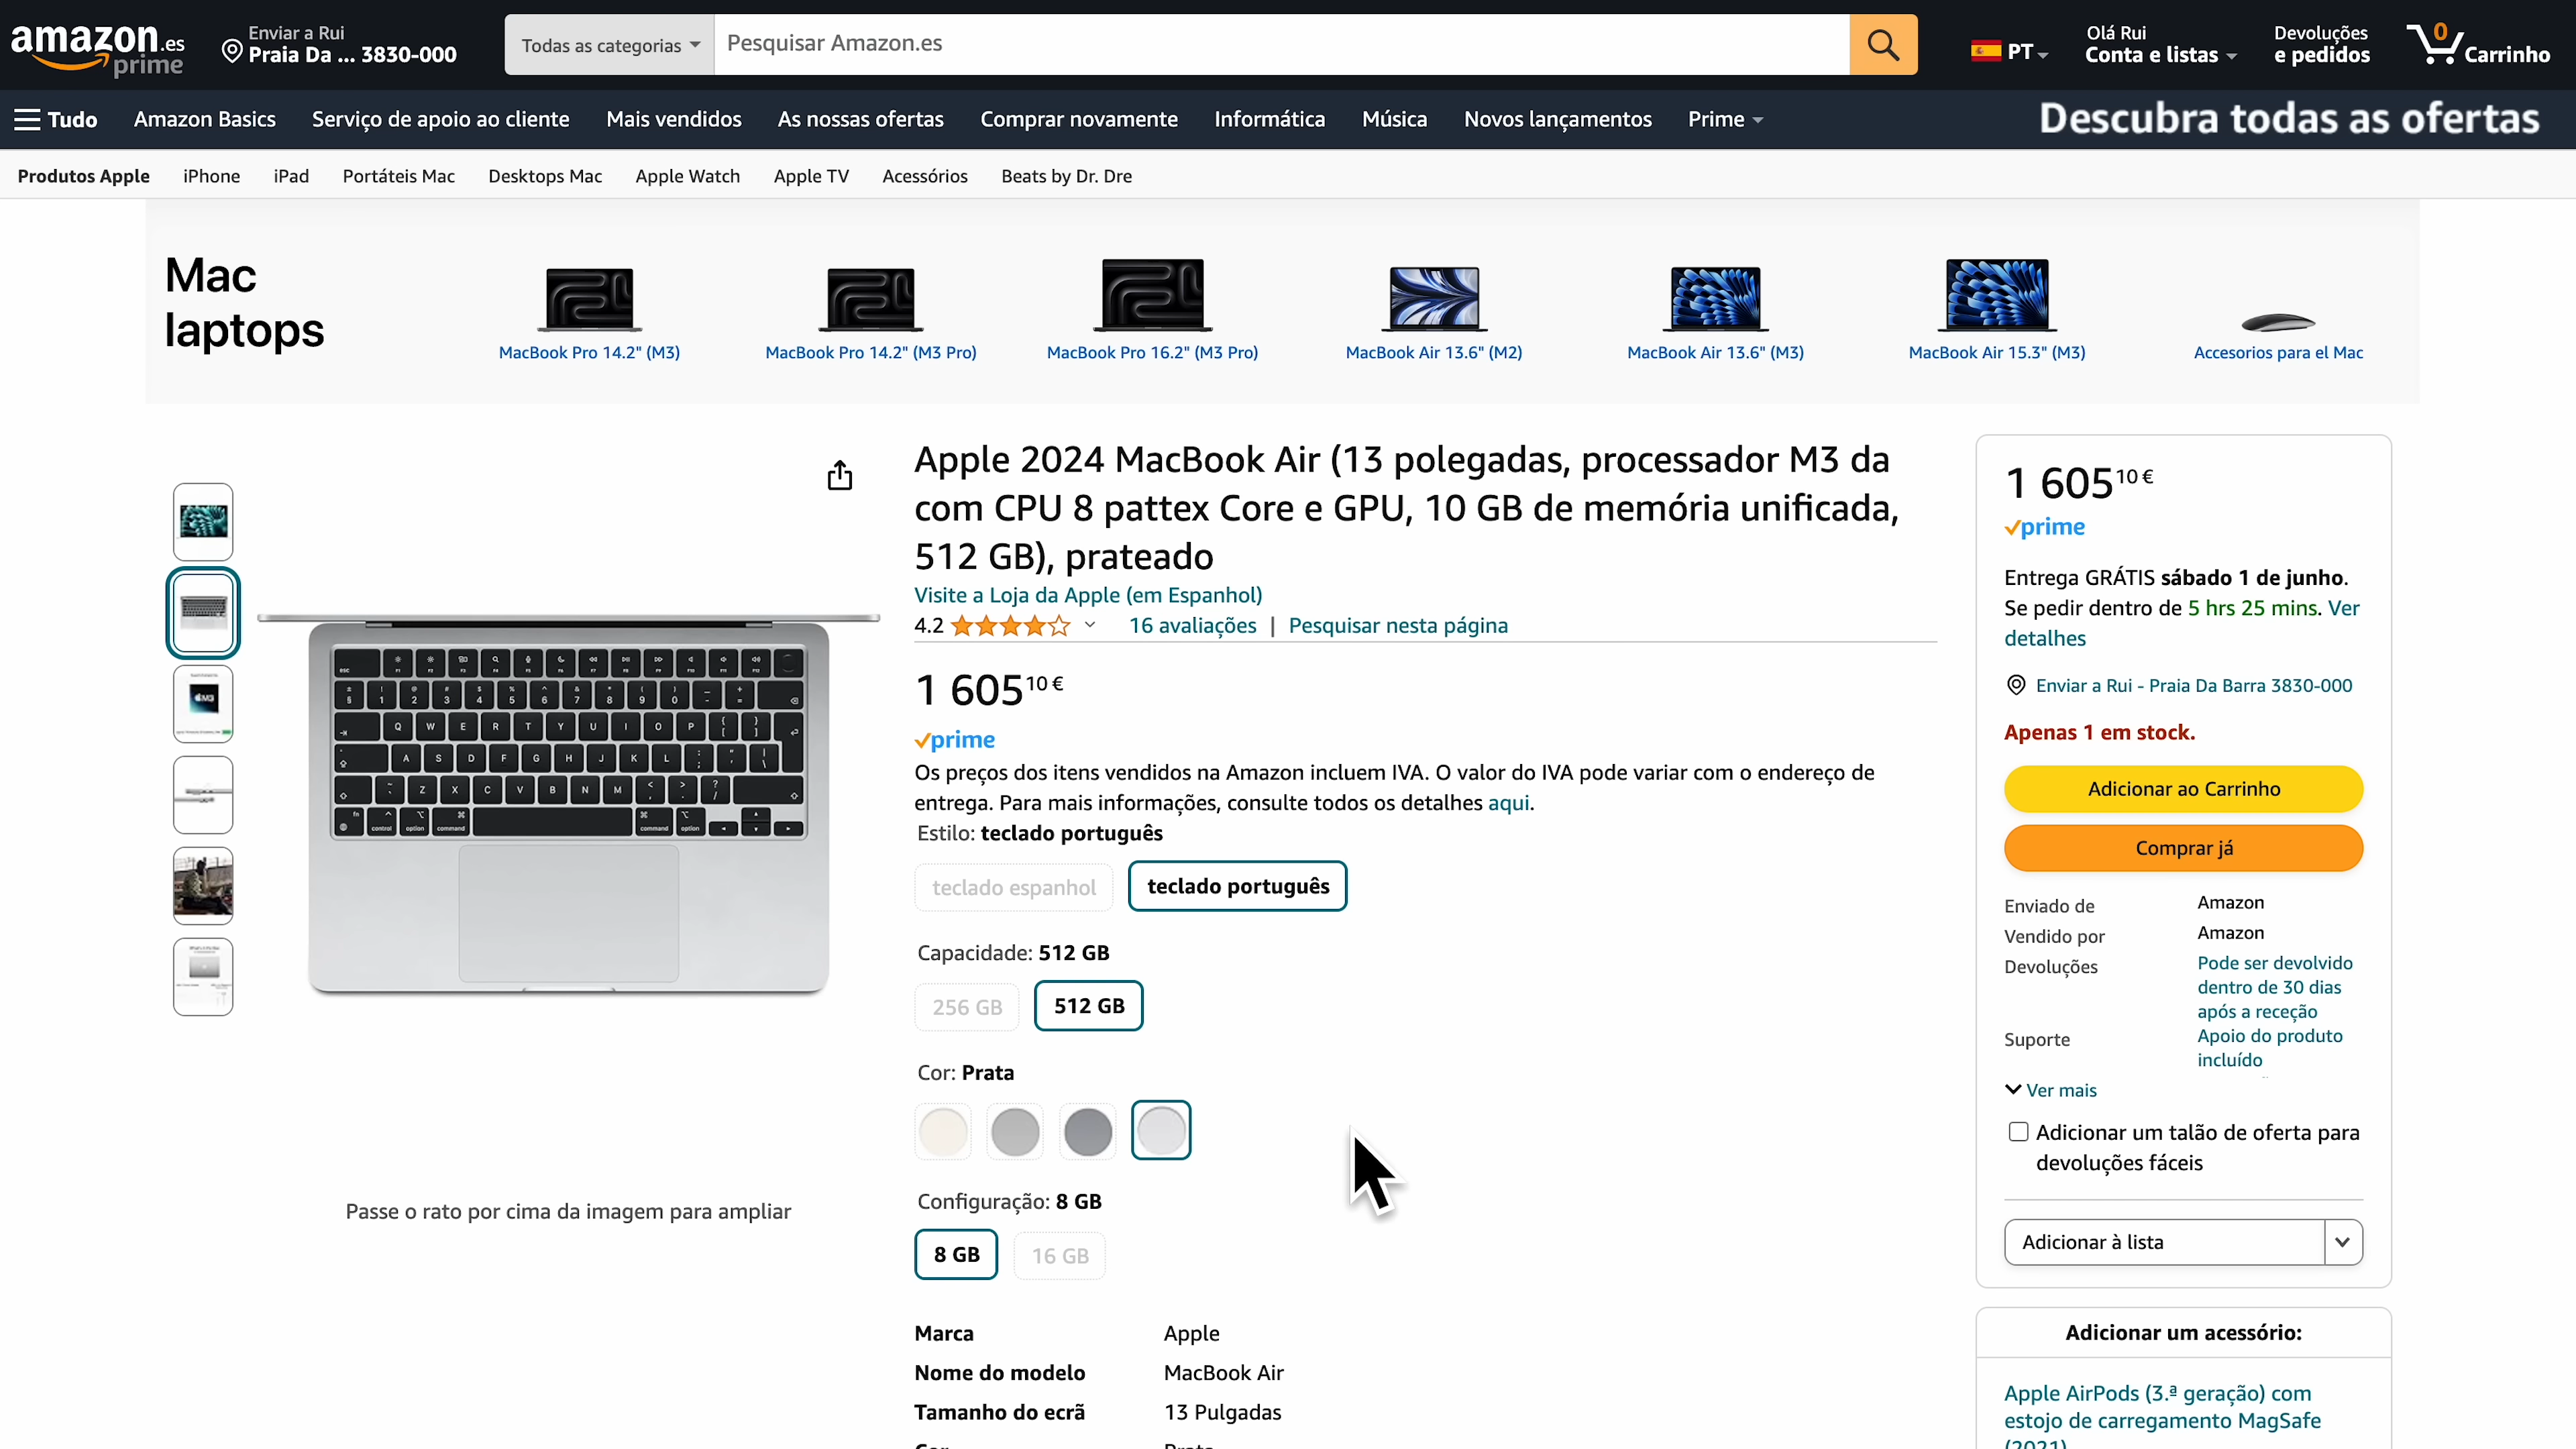 amazon.es
prime
Enviar a Rui
Praia Da ... 3830-000
Todas as categorias
Pesquisar Amazon.es
PT
Olá Rui
Conta e listas
Devoluções
e pedidos
0
Carrinho
Tudo
Amazon Basics
Serviço de apoio ao cliente
Mais vendidos
As nossas ofertas
Comprar novamente
Informática
Música
Novos lançamentos
Prime
Descubra todas as ofertas
Produtos Apple
iPhone
iPad
Portáteis Mac
Desktops Mac
Apple Watch
Apple TV
Acessórios
Beats by Dr. Dre
Mac
laptops
MacBook Pro 14.2" (M3)
MacBook Pro 14.2" (M3 Pro)
MacBook Pro 16.2" (M3 Pro)
MacBook Air 13.6" (M2)
MacBook Air 13.6" (M3)
MacBook Air 15.3" (M3)
Accesorios para el Mac
Passe o rato por cima da imagem para ampliar
Apple 2024 MacBook Air (13 polegadas, processador M3 da
com CPU 8 pattex Core e GPU, 10 GB de memória unificada,
512 GB), prateado
Visite a Loja da Apple (em Espanhol)
4.2
16 avaliações | Pesquisar nesta página
1 605 10 €
prime
Os preços dos itens vendidos na Amazon incluem IVA. O valor do IVA pode variar com o endereço de
entrega. Para mais informações, consulte todos os detalhes aqui.
Estilo: teclado português
teclado espanhol
teclado português
Capacidade: 512 GB
256 GB
512 GB
Cor: Prata
Configuração: 8 GB
8 GB
16 GB
Marca Apple
Nome do modelo MacBook Air
Tamanho do ecrã 13 Pulgadas
1 605 10 €
prime
Entrega GRÁTIS sábado 1 de junho.
Se pedir dentro de 5 hrs 25 mins. Ver
detalhes
Enviar a Rui - Praia Da Barra 3830-000
Apenas 1 em stock.
Adicionar ao Carrinho
Comprar já
Enviado de Amazon
Vendido por Amazon
Devoluções Pode ser devolvido
dentro de 30 dias
após a receção
Suporte Apoio do produto
incluído
Ver mais
Adicionar um talão de oferta para
devoluções fáceis
Adicionar à lista
Adicionar um acessório:
Apple AirPods (3.ª geração) com
estojo de carregamento MagSafe